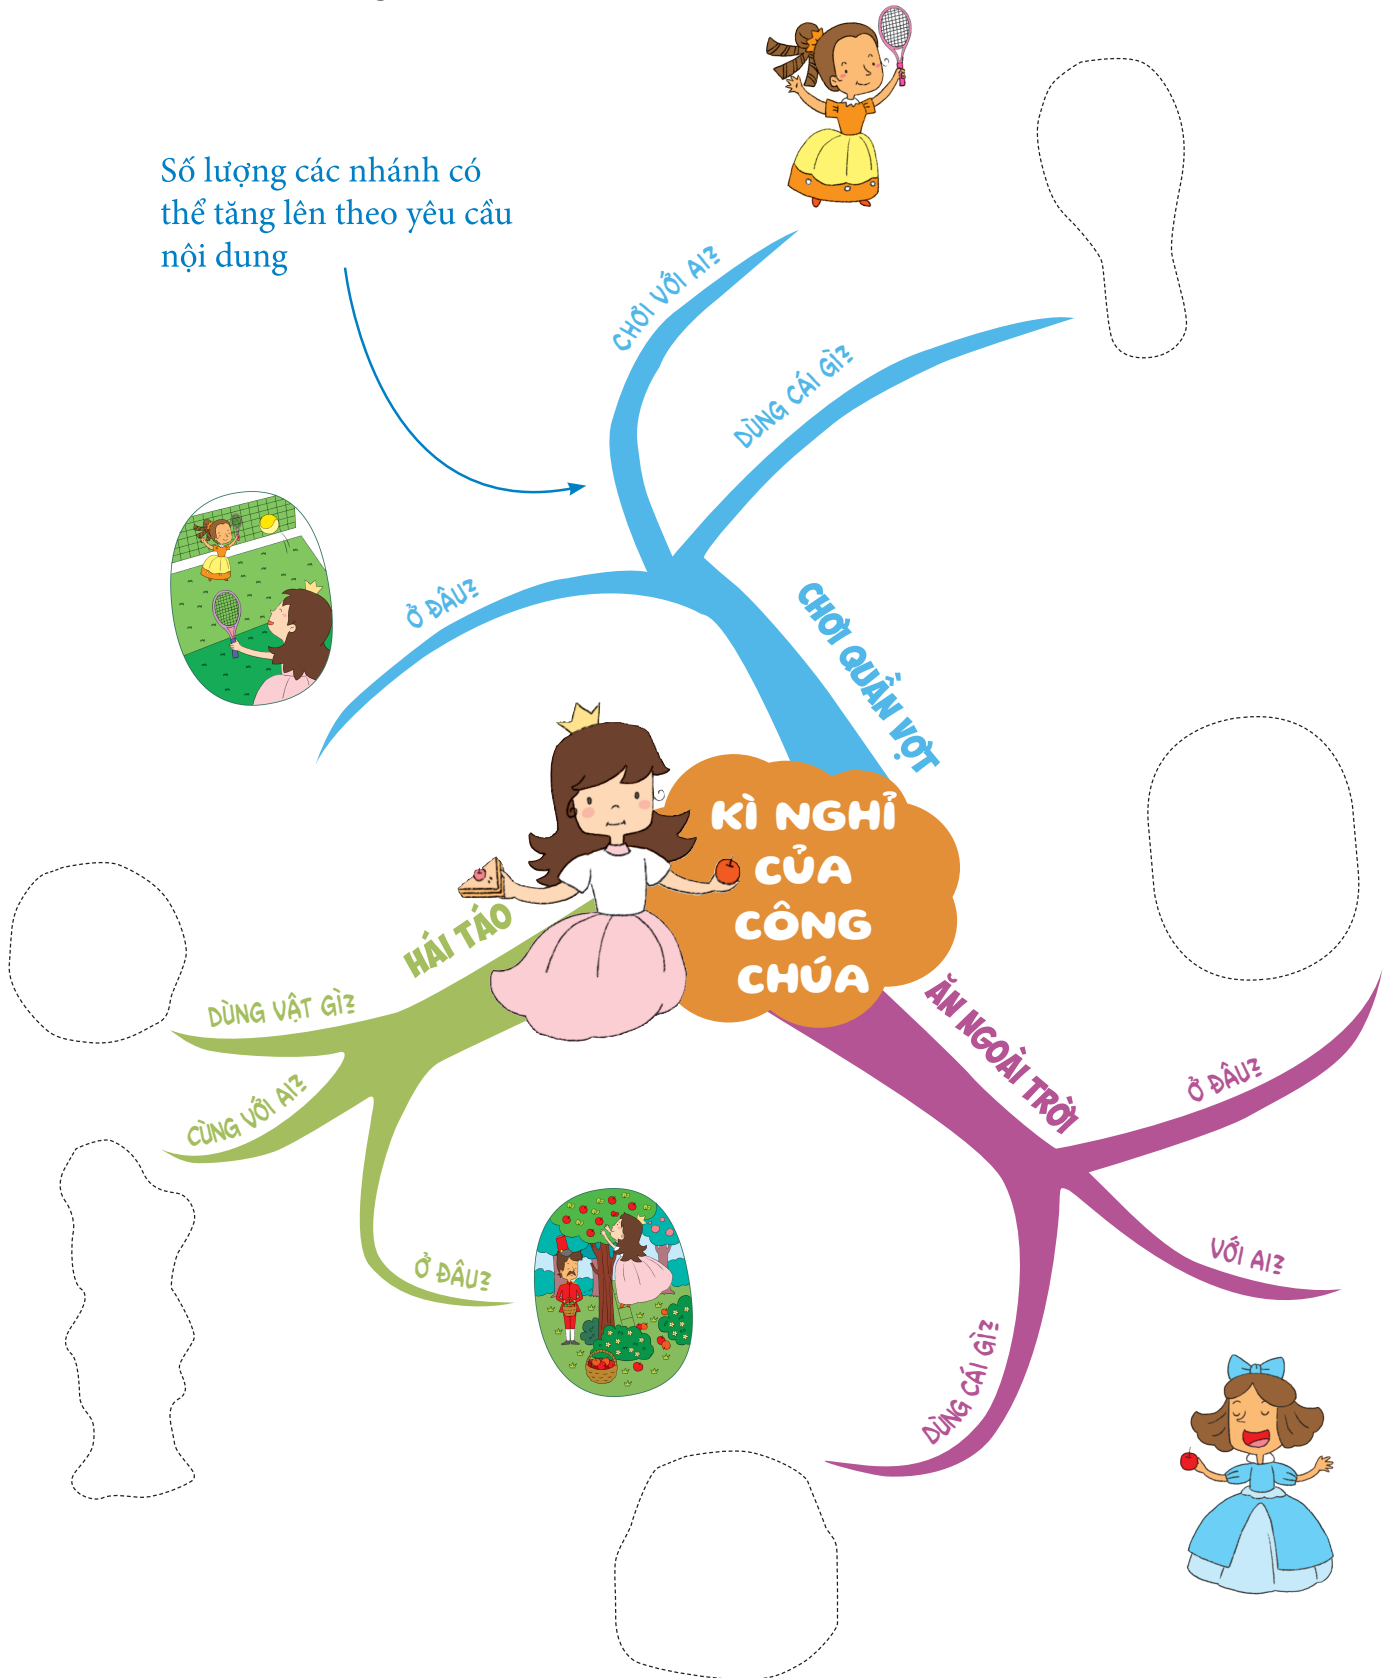 Số lượng các nhánh có
thể tăng lên theo yêu cầu
nội dung
CHƠI VỚI AI?
DÙNG CÁI GÌ?
Ở ĐÂU?
CHƠI QUẦN VỢT
KÌ NGHỈ
CỦA
CÔNG
CHÚA
HÁI TÁO
DÙNG VẬT GÌ?
CÙNG VỚI AI?
Ở ĐÂU?
ĂN NGOÀI TRỜI
Ở ĐÂU?
VỚI AI?
DÙNG CÁI GÌ?